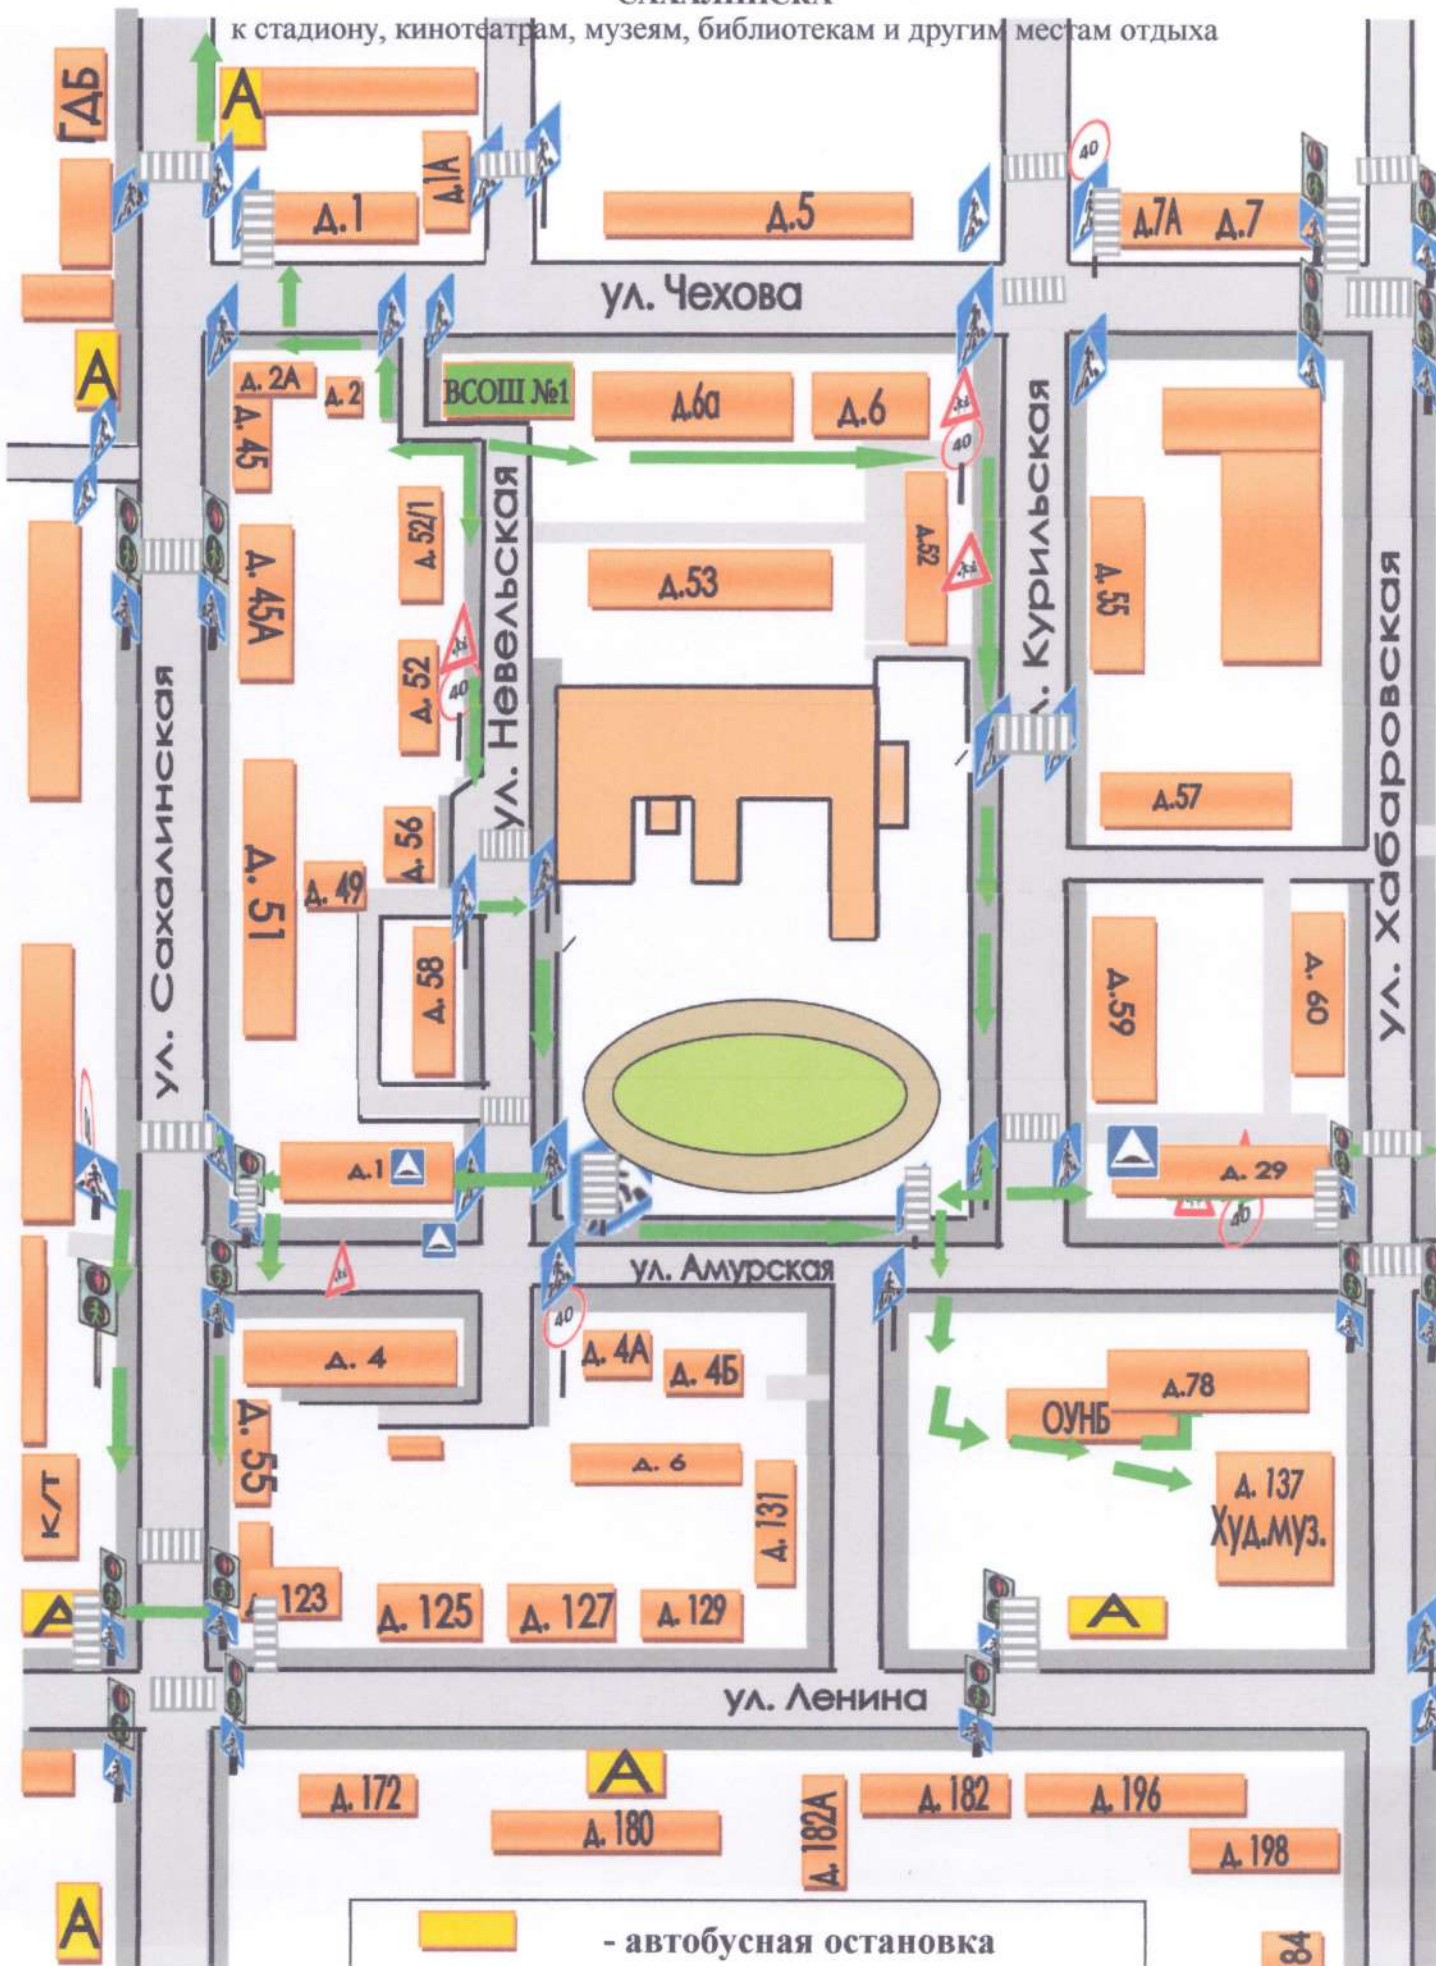 САХАЛИНСКА
к стадиону, кинотеатрам, музеям, библиотекам и другим местам отдыха
ГДБ
А
д.1А
40
д.1
д.5
д.7А
д.7
ул. Чехова
А
д. 2А
д. 2
ВСОШ №1
д.6а
д.6
д. 45
40
д. 52/1
д.52
д. 45А
д.53
д. 55
д. 52
40
ул. Невельская
ул. Курильская
ул. Сахалинская
ул. Хабаровская
д.57
д. 56
д. 49
д. 51
д. 58
д.59
д. 60
д.1
д. 29
40
ул. Амурская
40
д. 4
д. 4А
д. 4Б
д.78
ОУНБ
д. 55
д. 6
д. 131
д. 137
Худ.муз.
К/Т
А
123
д. 125
д. 127
д. 129
А
ул. Ленина
А
д. 172
д. 180
д. 182А
д. 182
д. 196
д. 198
А
- автобусная остановка
84